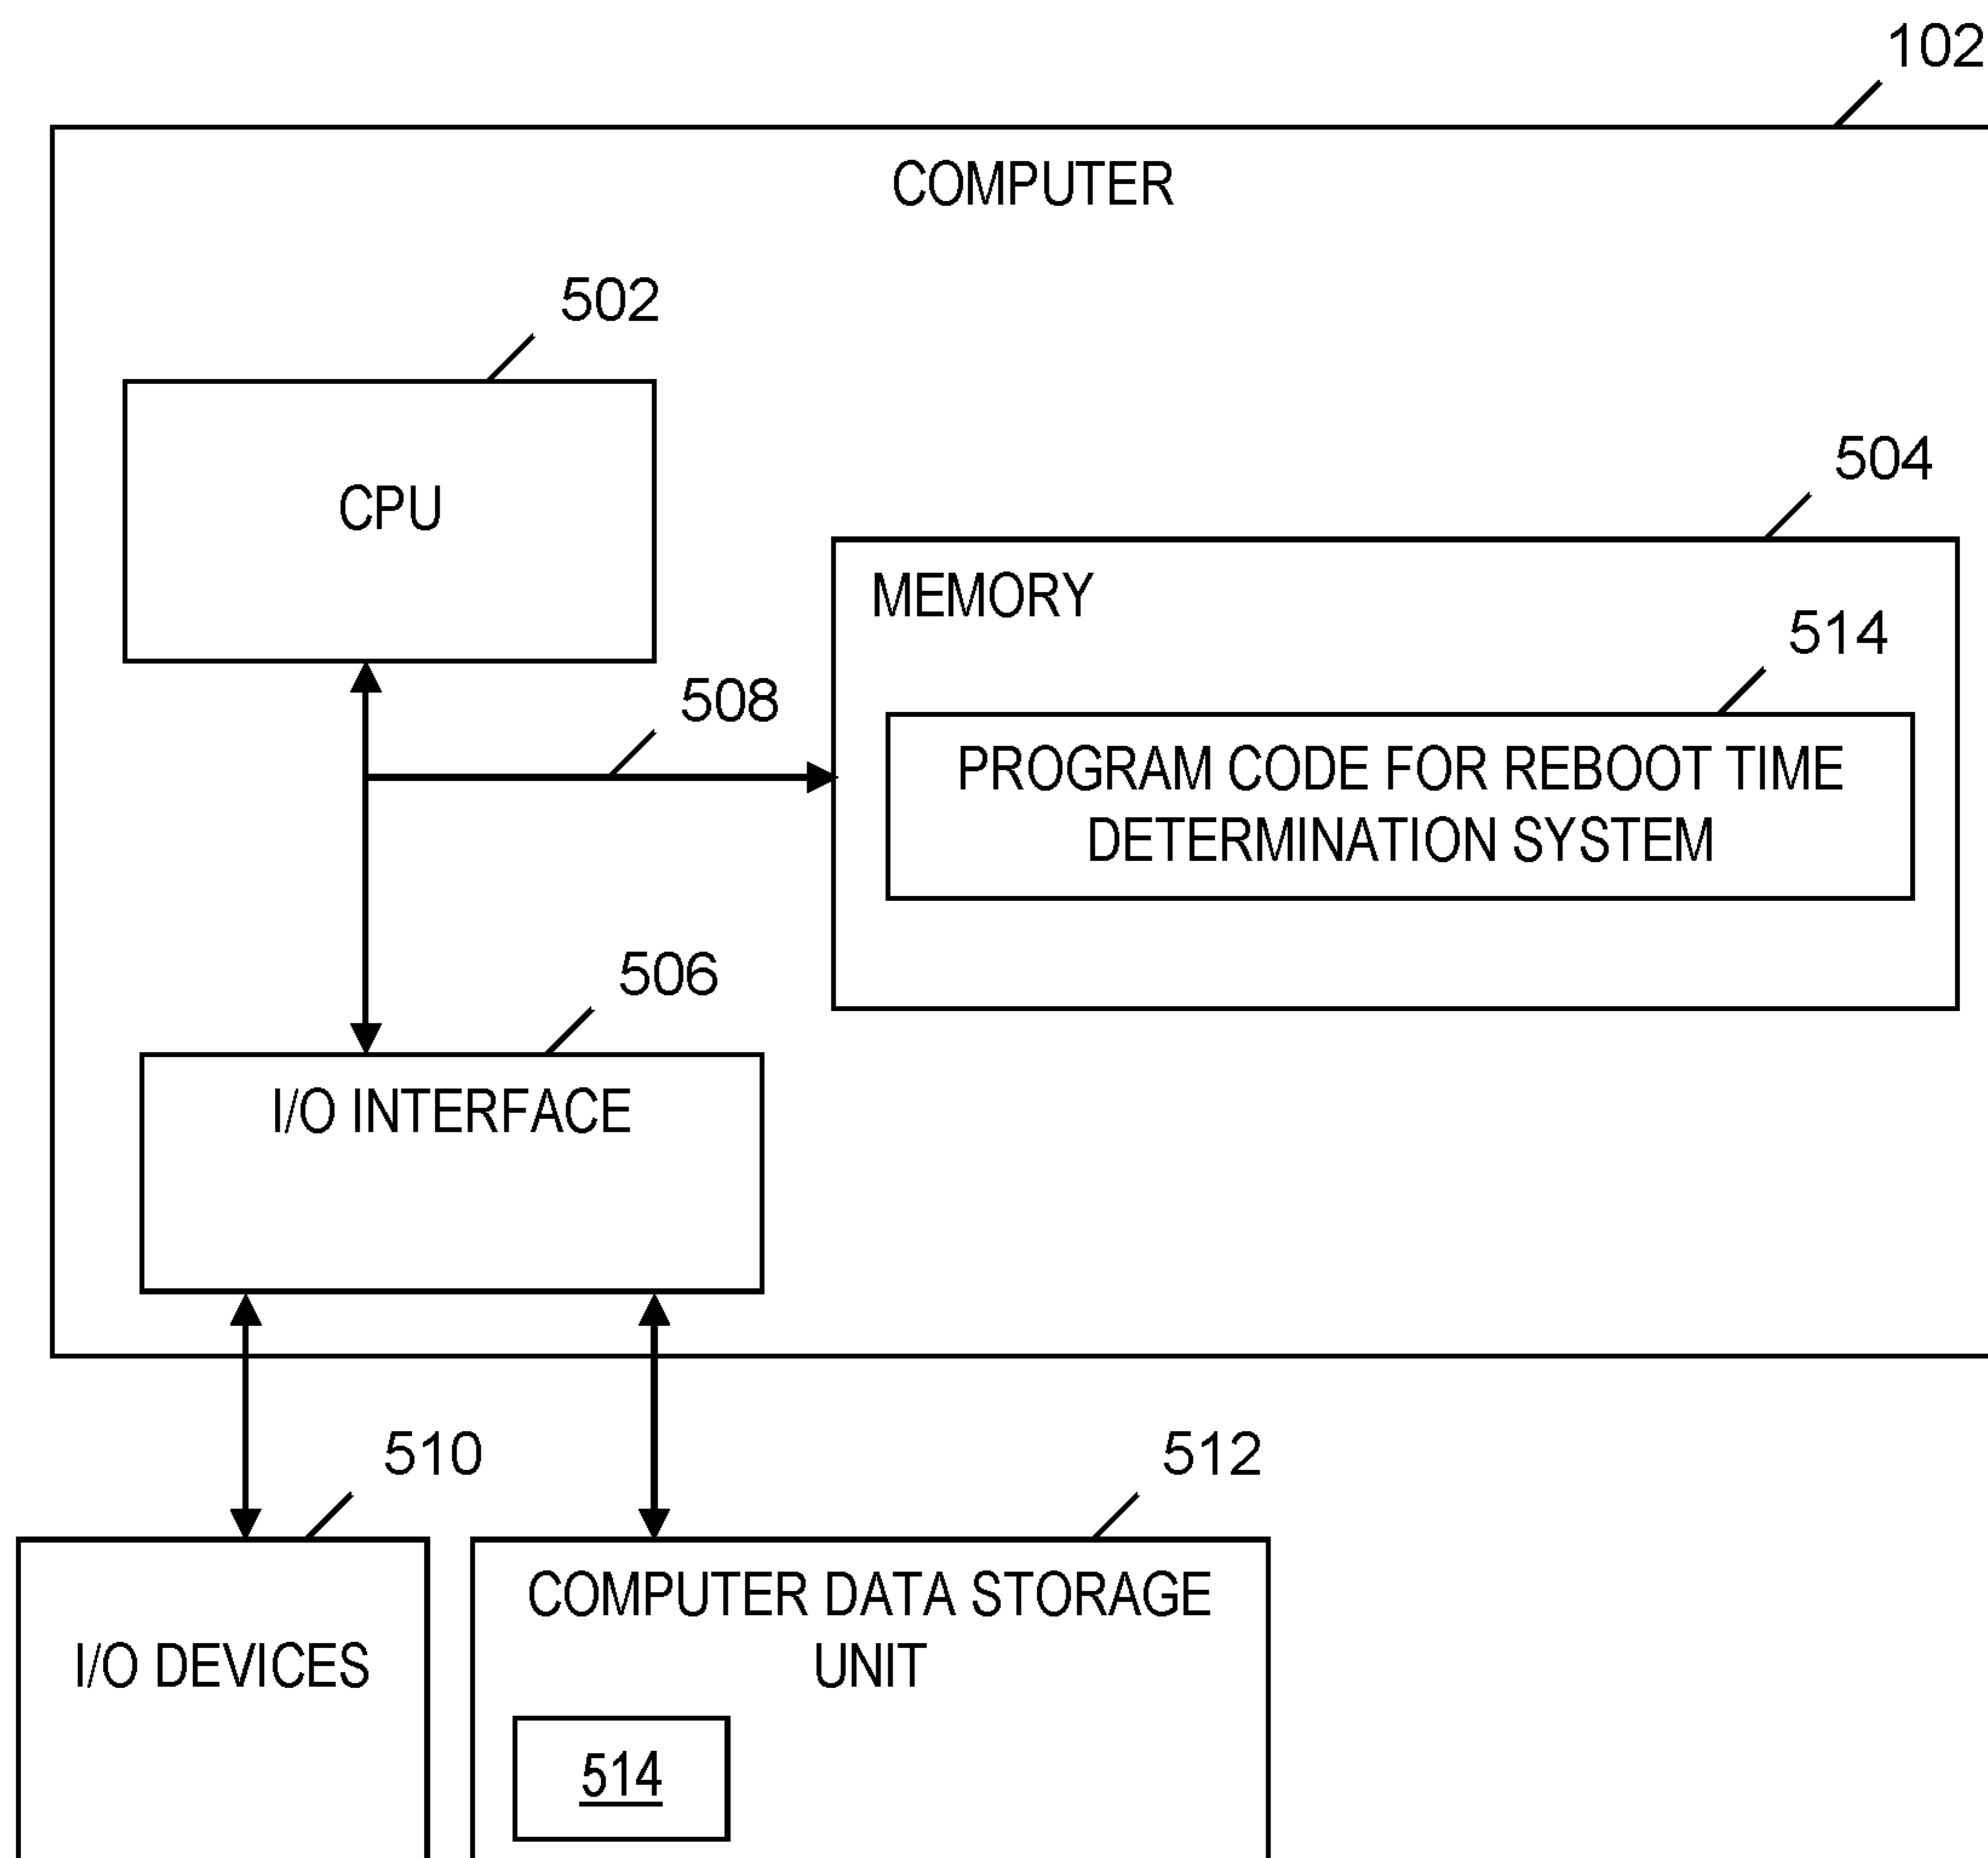 102
COMPUTER
502
CPU
504
MEMORY
514
508
PROGRAM CODE FOR REBOOT TIME
DETERMINATION SYSTEM
506
I/O INTERFACE
510
512
I/O DEVICES
COMPUTER DATA STORAGE
UNIT
514